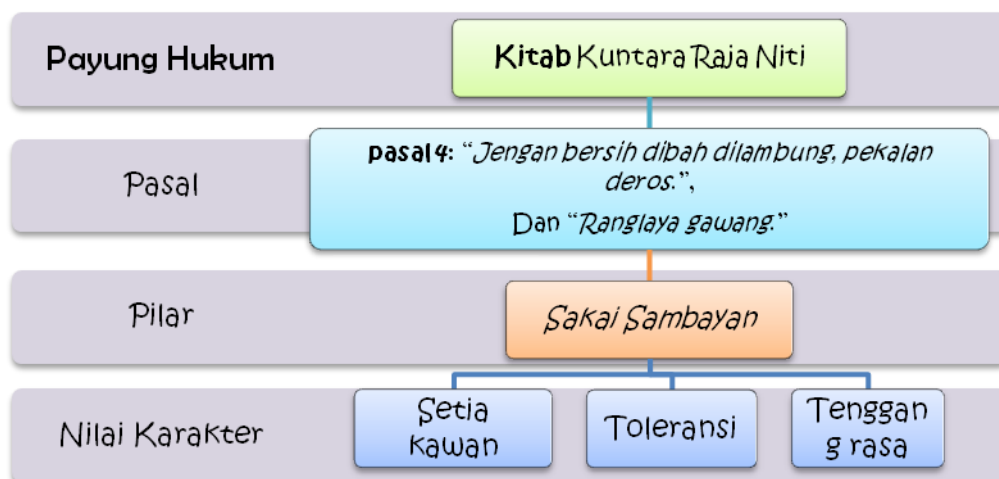 Payung Hukum
Kitab Kuntara Raja Niti
Pasal
pasal 4: “Jengan bersih dibah dilambung, pekalan
deros.”,
Dan “Ranglaya gawang.”
Pilar
Sakai Sambayan
Nilai Karakter
Setia
kawan
Toleransi
Tenggan
g rasa